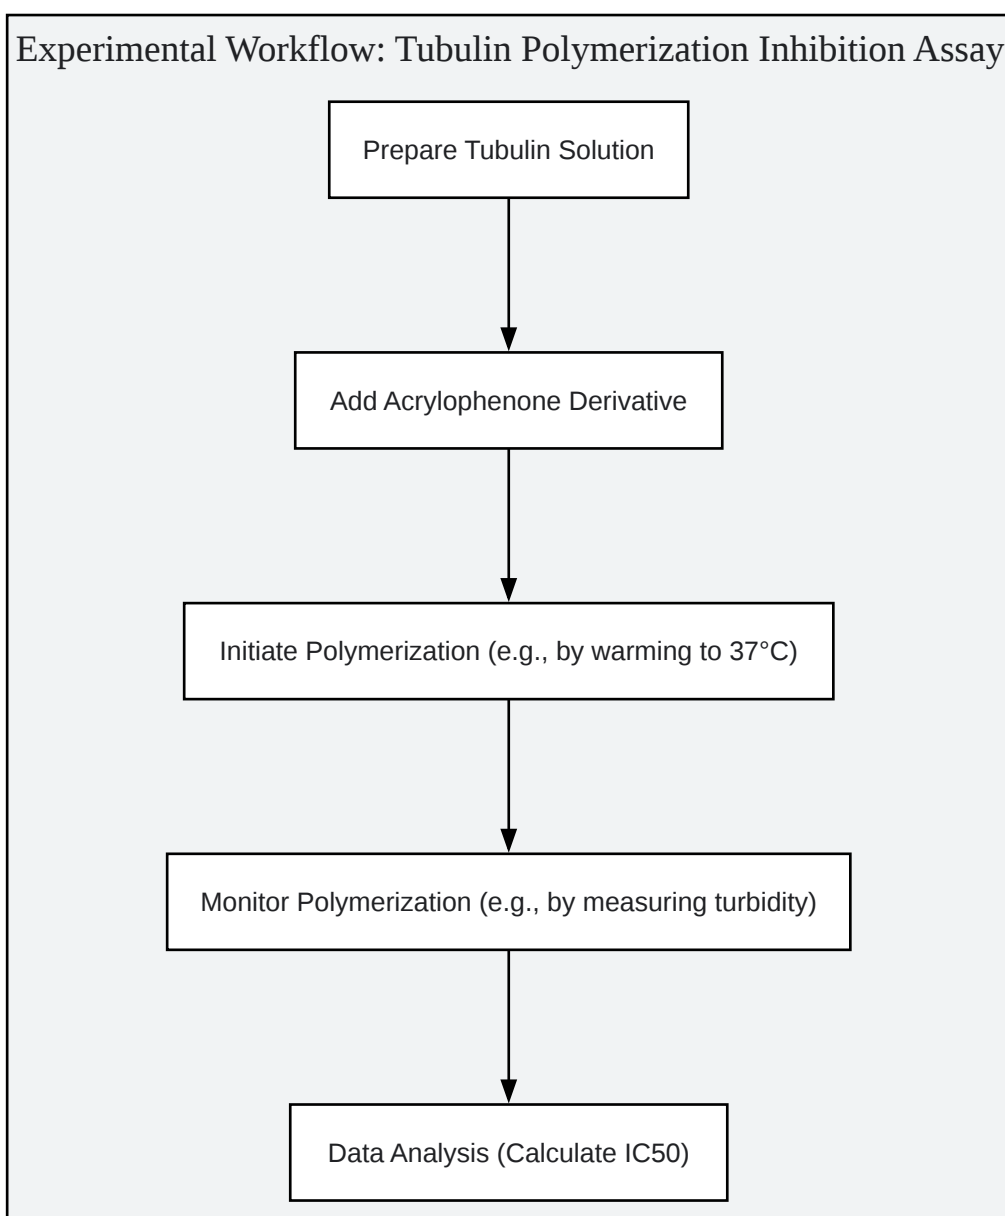 Experimental Workflow: Tubulin Polymerization Inhibition Assay
Prepare Tubulin Solution
Add Acrylophenone Derivative
Initiate Polymerization (e.g., by warming to 37°C)
Monitor Polymerization (e.g., by measuring turbidity)
Data Analysis (Calculate IC50)